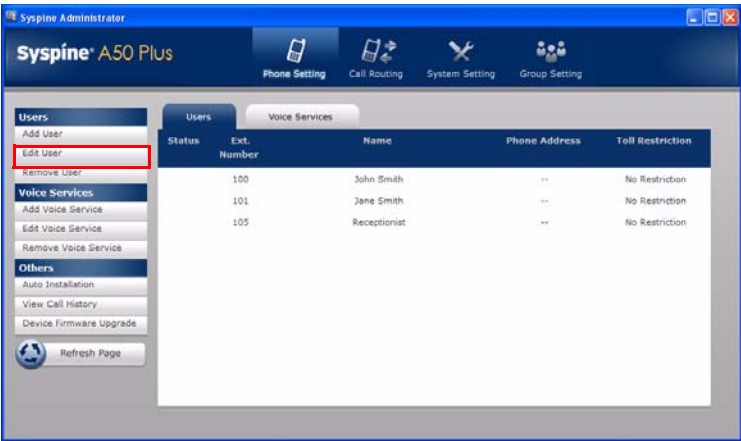 Syspine Administrator
Syspine® A50 Plus
Phone Setting
Call Routing
System Setting
Group Setting
Users
Add User
Edit User
Remove User
Voice Services
Add Voice Service
Edit Voice Service
Remove Voice Service
Others
Auto Installation
View Call History
Device Firmware Upgrade
Refresh Page
Users Voice Services
Status Ext. Number Name Phone Address Toll Restriction
100 John Smith -- No Restriction
101 Jane Smith -- No Restriction
105 Receptionist -- No Restriction